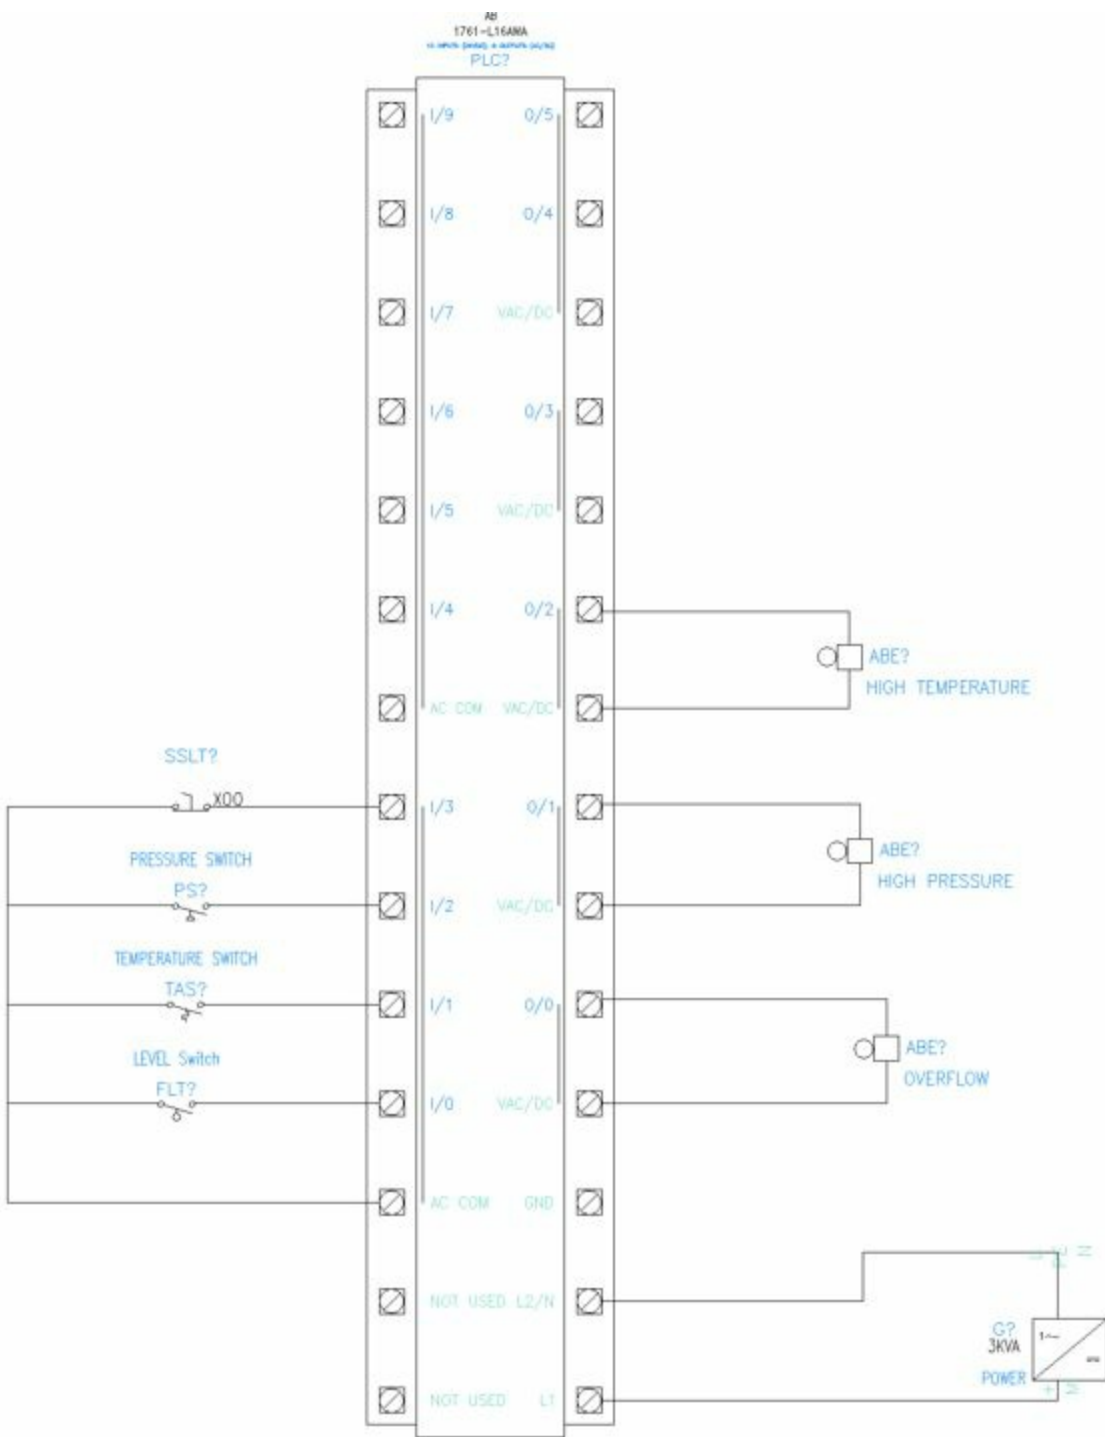 AB
1761-L16AWA
PLC?
I/9 O/5
I/8 O/4
I/7 VAC/DC
I/6 O/3
I/5 VAC/DC
I/4 O/2
ABE?
HIGH TEMPERATURE
AC COM VAC/DC
SSLT?
XOO
I/3 O/1
PRESSURE SWITCH
ABE?
HIGH PRESSURE
PS?
I/2 VAC/DC
TEMPERATURE SWITCH
TAS?
I/1 O/0
LEVEL Switch
ABE?
OVERFLOW
FLT?
I/0 VAC/DC
AC COM GND
L PE N
NOT USED L2/N
G?
3KVA
1~
POWER
+ M
NOT USED L1